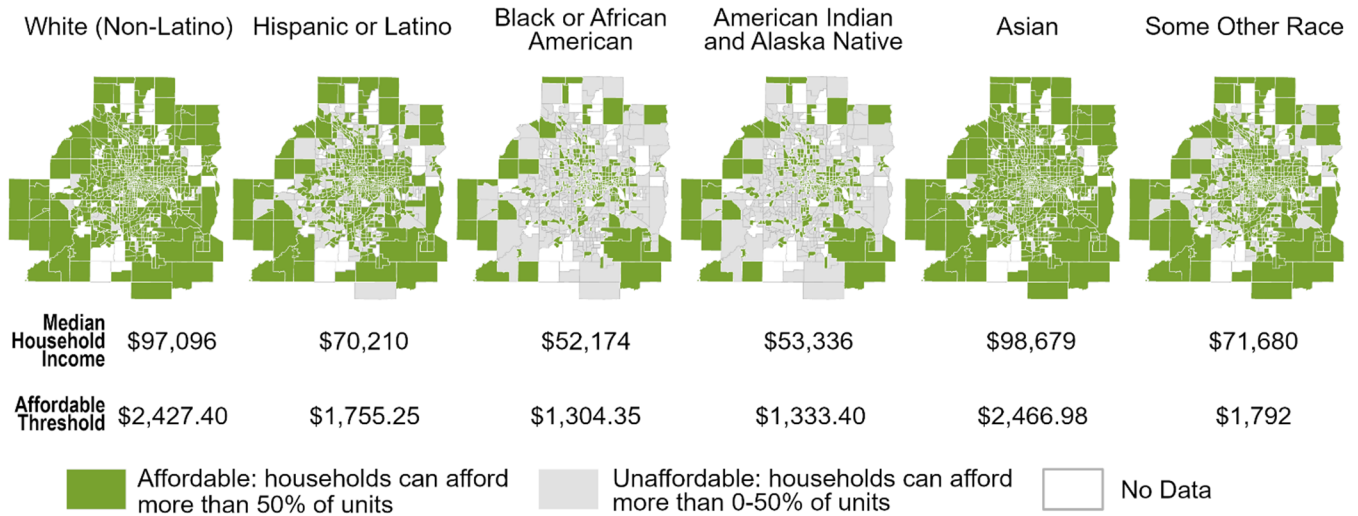 White (Non-Latino)
Hispanic or Latino
Black or African
American
American Indian
and Alaska Native
Asian
Some Other Race
Median
Household
Income
$97,096
$70,210
$52,174
$53,336
$98,679
$71,680
Affordable
Threshold
$2,427.40
$1,755.25
$1,304.35
$1,333.40
$2,466.98
$1,792
Affordable: households can afford
more than 50% of units
Unaffordable: households can afford
more than 0-50% of units
No Data